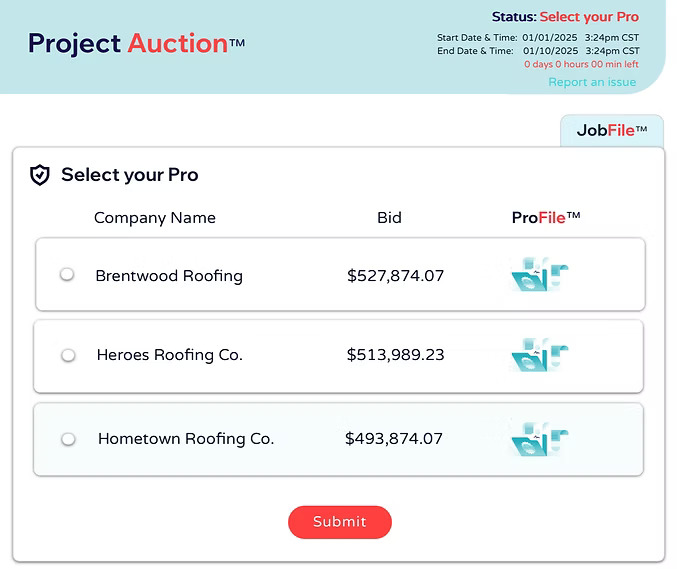 Status: Select your Pro
Project Auction™
Start Date & Time: 01/01/2025 3:24pm CST
End Date & Time: 01/10/2025 3:24pm CST
0 days 0 hours 00 min left
Report an issue
JobFile™
Select your Pro
Company Name Bid ProFile™
Brentwood Roofing $527,874.07
Heroes Roofing Co. $513,989.23
Hometown Roofing Co. $493,874.07
Submit